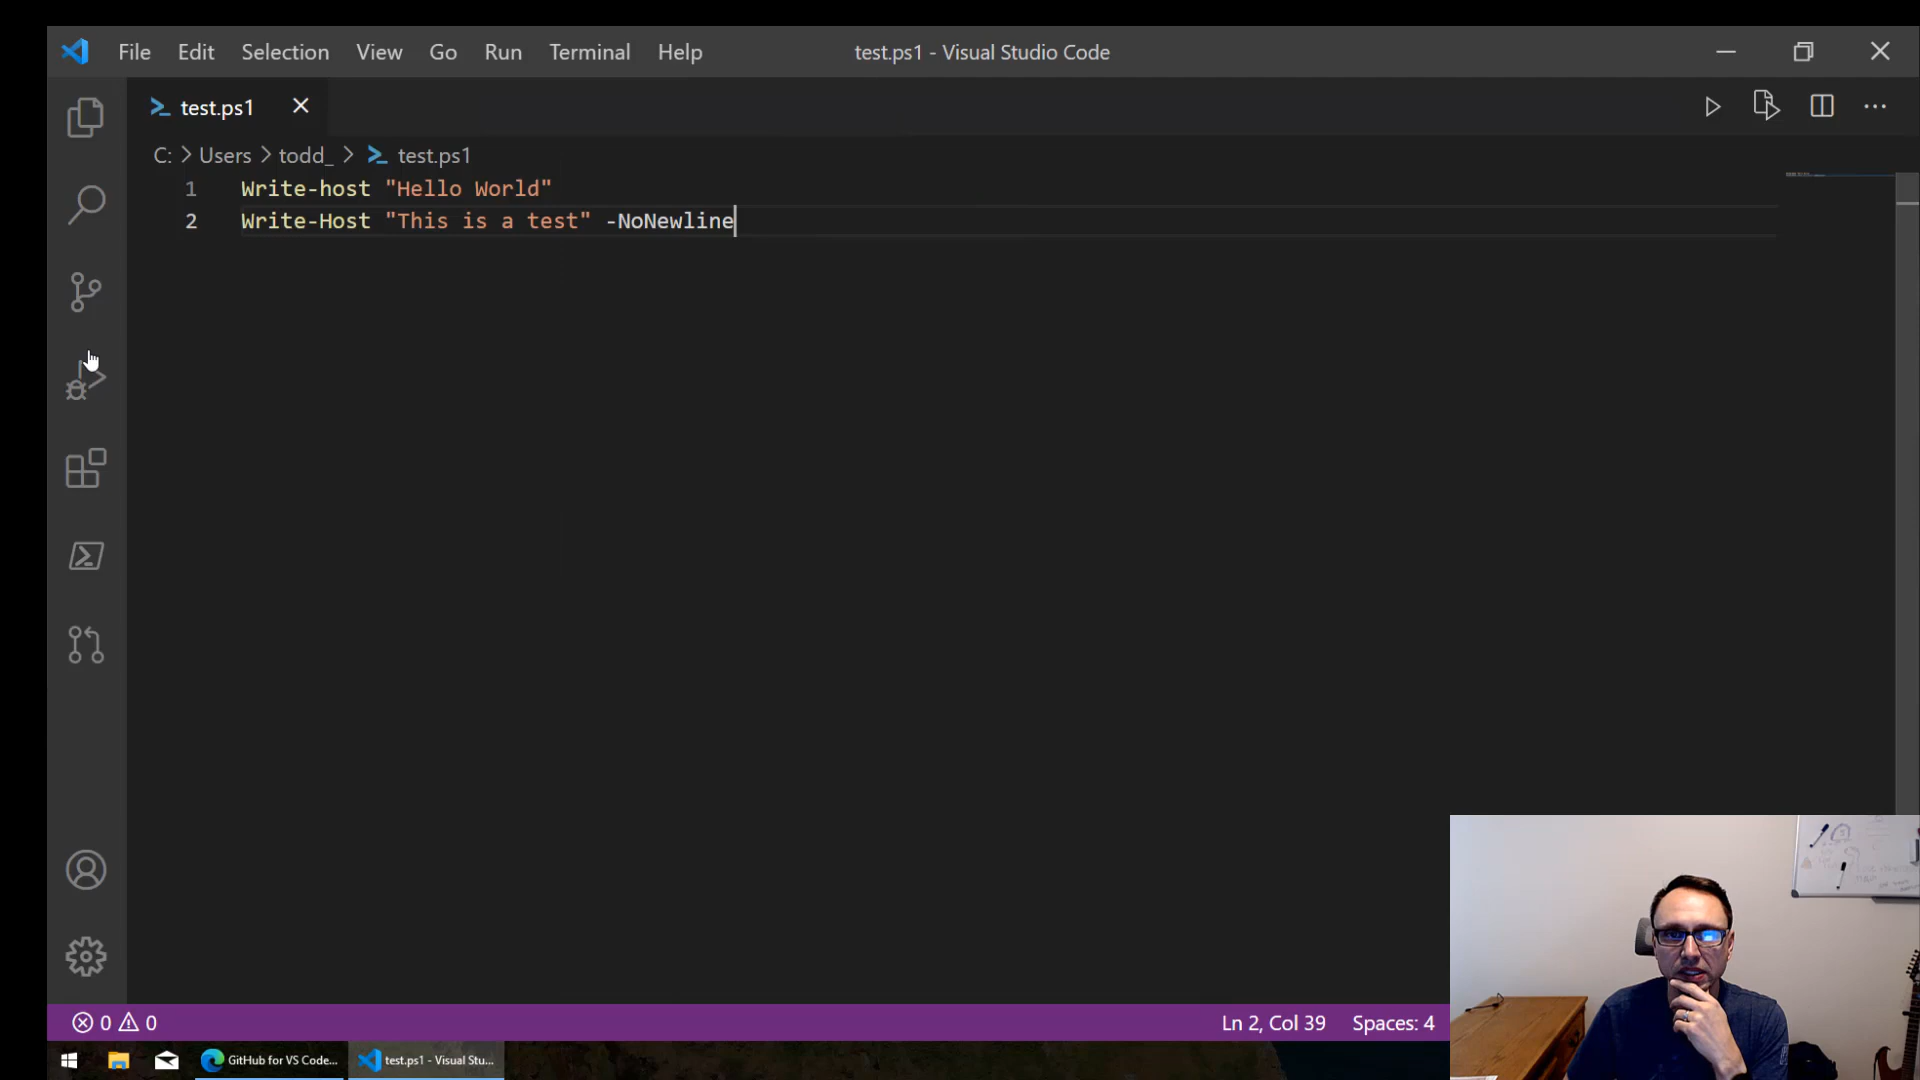 File Edit Selection View Go Run Terminal Help test.ps1 - Visual Studio Code
test.ps1
C: > Users > todd_ > test.ps1
1 Write-host "Hello World"
2 Write-Host "This is a test" -NoNewline
0 0 Ln 2, Col 39 Spaces: 4
GitHub for VS Code... test.ps1 - Visual Stu...